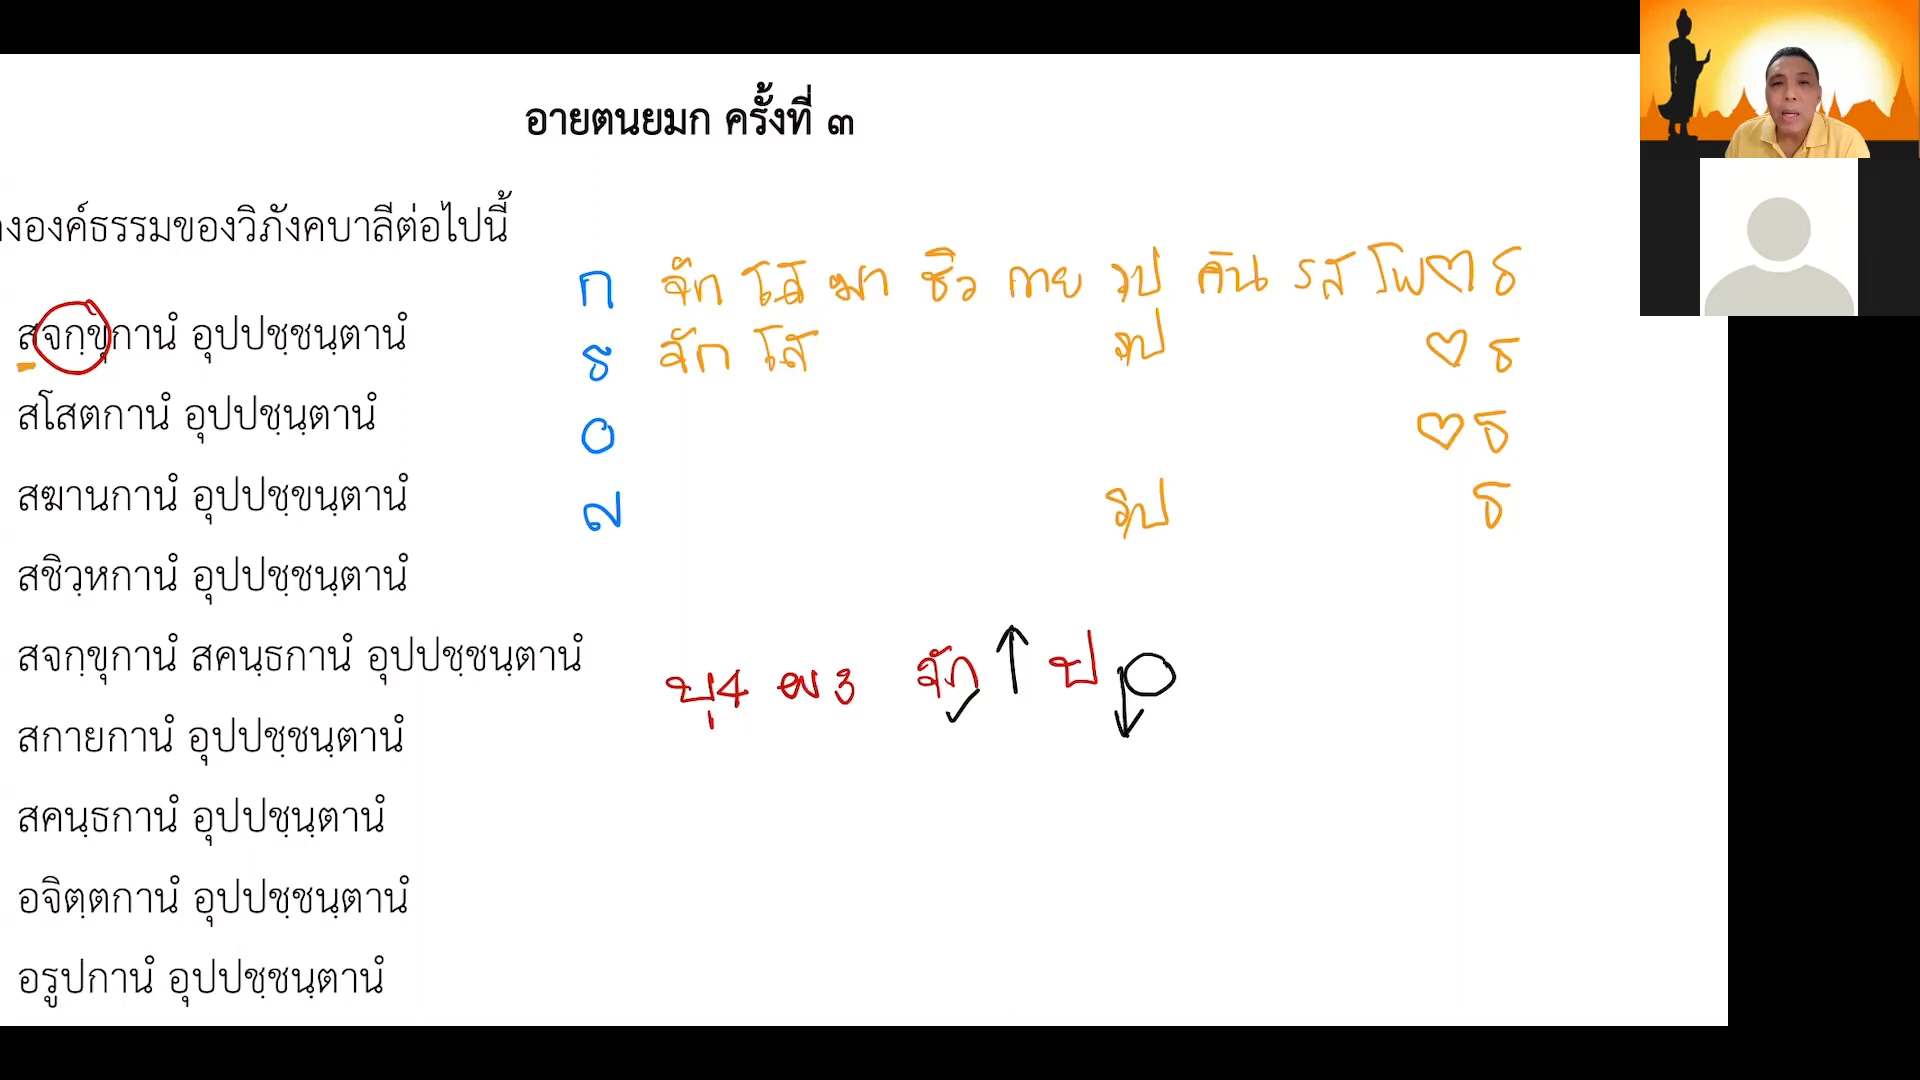 อายตนยมก ครั้งที่ ๓
งองค์ธรรมของวิภังคบาลีต่อไปนี้
สจกฺขุกานํ อุปปชฺชนฺตานํ
สโสตกานํ อุปปชฺนฺตานํ
สฆานกานํ อุปปชฺขนฺตานํ
สชิวฺหกานํ อุปปชฺชนฺตานํ
สจกฺขุกานํ สคนฺธกานํ อุปปชฺชนฺตานํ
สกายกานํ อุปปชฺชนฺตานํ
สคนฺธกานํ อุปปชฺนฺตานํ
อจิตฺตกานํ อุปปชฺชนฺตานํ
อรูปกานํ อุปปชฺชนฺตานํ
ก จัก โส ฆา ชิว กาย รูป คัน รส โผ ♡ ธ
ธ จัก โส รูป ♡ ธ
๐ ♡ ธ
รูป ธ
บุ4 3 จัก ↑ ป